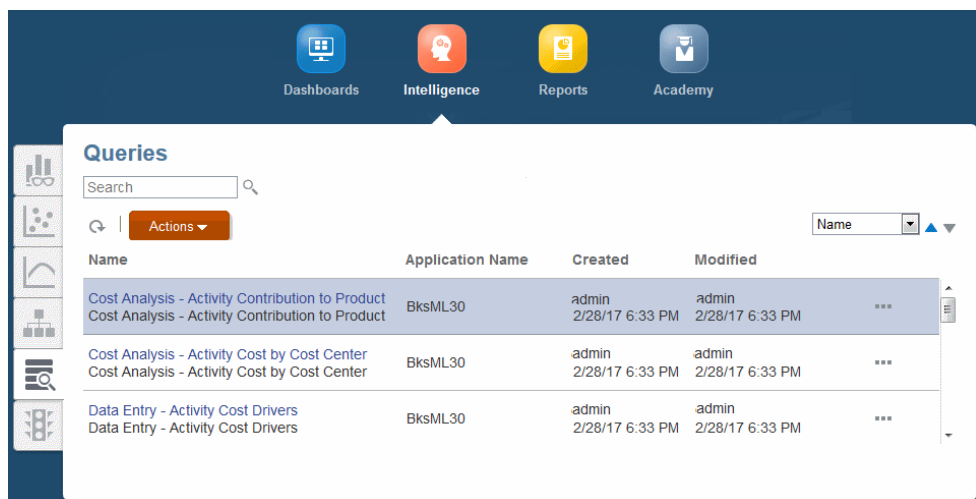 Dashboards Intelligence Reports Academy
Queries
Search
Actions
Name
Name Application Name Created Modified
Cost Analysis - Activity Contribution to Product
Cost Analysis - Activity Contribution to Product
BksML30
admin
2/28/17 6:33 PM
admin
2/28/17 6:33 PM
Cost Analysis - Activity Cost by Cost Center
Cost Analysis - Activity Cost by Cost Center
BksML30
admin
2/28/17 6:33 PM
admin
2/28/17 6:33 PM
Data Entry - Activity Cost Drivers
Data Entry - Activity Cost Drivers
BksML30
admin
2/28/17 6:33 PM
admin
2/28/17 6:33 PM